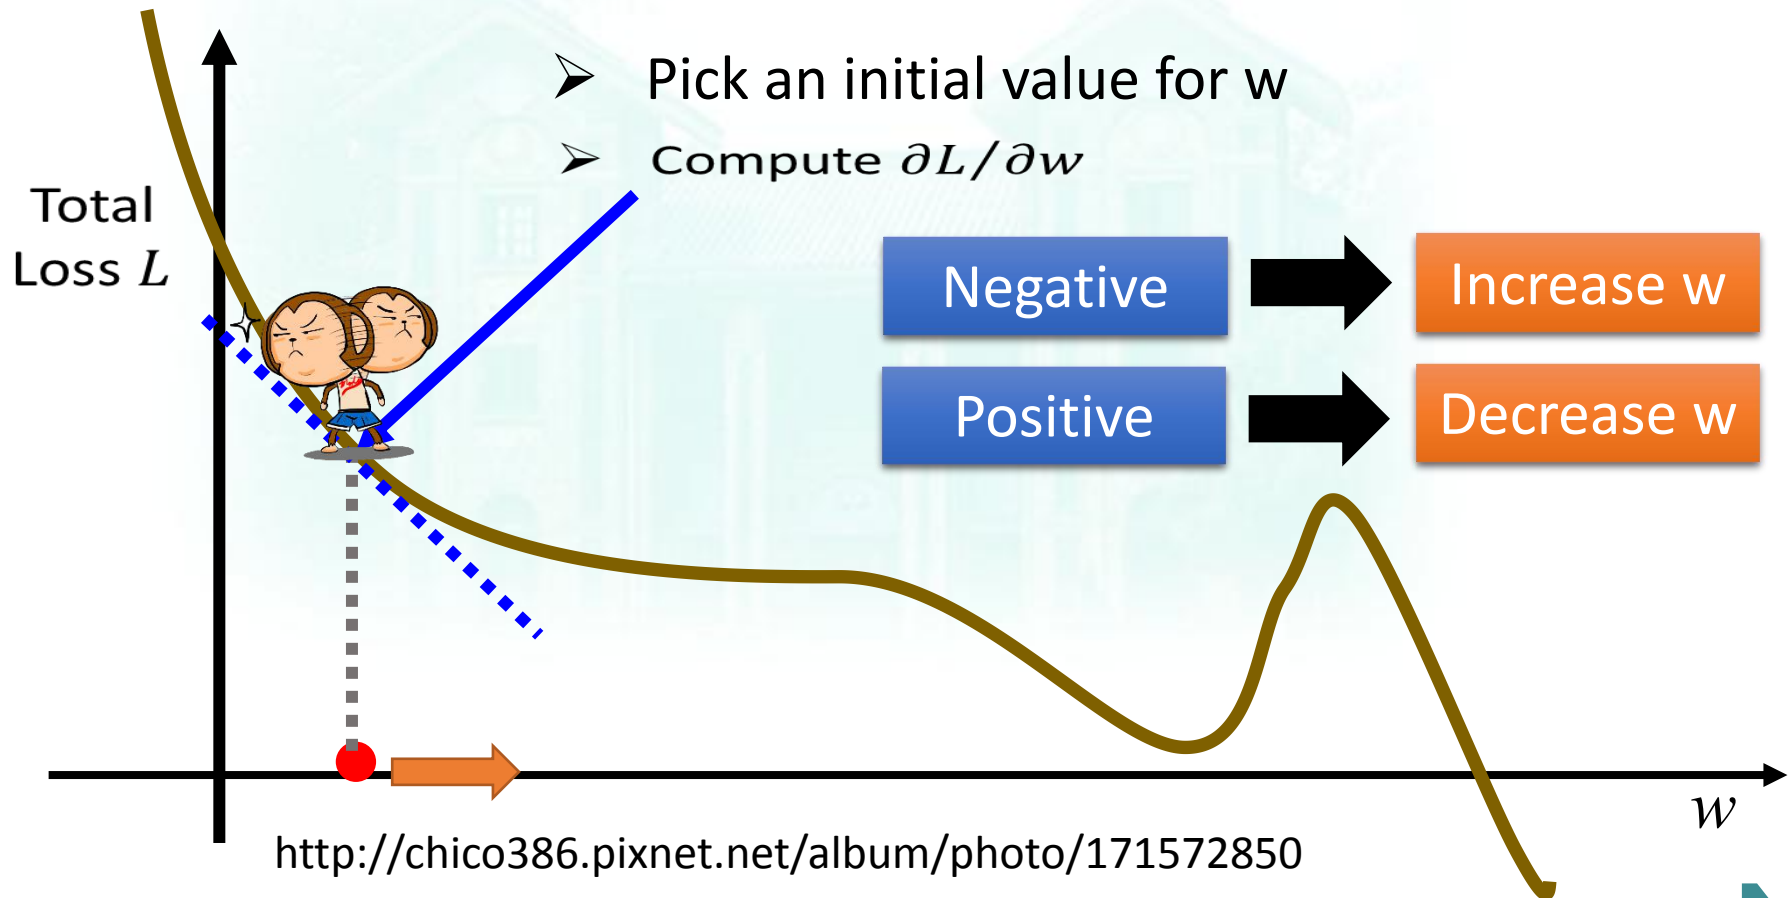 ➢ Pick an initial value for w
➢ Compute ∂L/∂w
Total
Loss L
Negative
Increase w
Positive
Decrease w
w
http://chico386.pixnet.net/album/photo/171572850